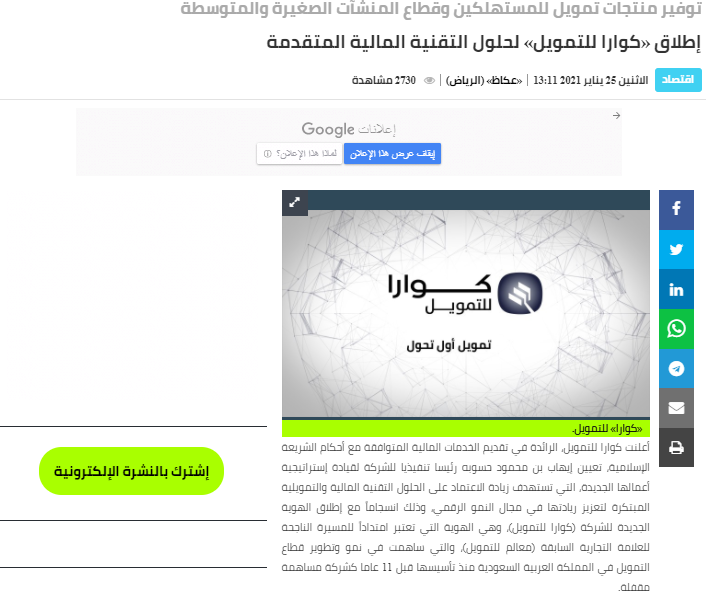 توفير منتجات تمويل للمستهلكين وقطاع المنشآت الصغيرة والمتوسطة
إطلاق «كوارا للتمويل» لحلول التقنية المالية المتقدمة
اقتصاد
الاثنين 25 يناير 2021 13:11 | «عكاظ» (الرياض) | 2730 مشاهدة
إعلانات Google
إيقاف عرض هذا الإعلان
لماذا هذا الإعلان؟
كوارا
للتمويل
تمويل أول تحول
«كوارا» للتمويل.
أعلنت كوارا للتمويل، الرائدة في تقديم الخدمات المالية المتوافقة مع أحكام الشريعة
الإسلامية، تعيين إيهاب بن محمود حسوبه رئيسا تنفيذيا للشركة لقيادة إستراتيجية
أعمالها الجديدة، التي تستهدف زيادة الاعتماد على الحلول التقنية المالية والتمويلية
المبتكرة لتعزيز ريادتها في مجال النمو الرقمي، وذلك انسجاماً مع إطلاق الهوية
الجديدة للشركة (كوارا للتمويل)، وهي الهوية التي تعتبر امتداداً للمسيرة الناجحة
للعلامة التجارية السابقة (معالم للتمويل)، والتي ساهمت في نمو وتطوير قطاع
التمويل في المملكة العربية السعودية منذ تأسيسها قبل 11 عاما كشركة مساهمة
مقفلة.
إشترك بالنشرة الإلكترونية